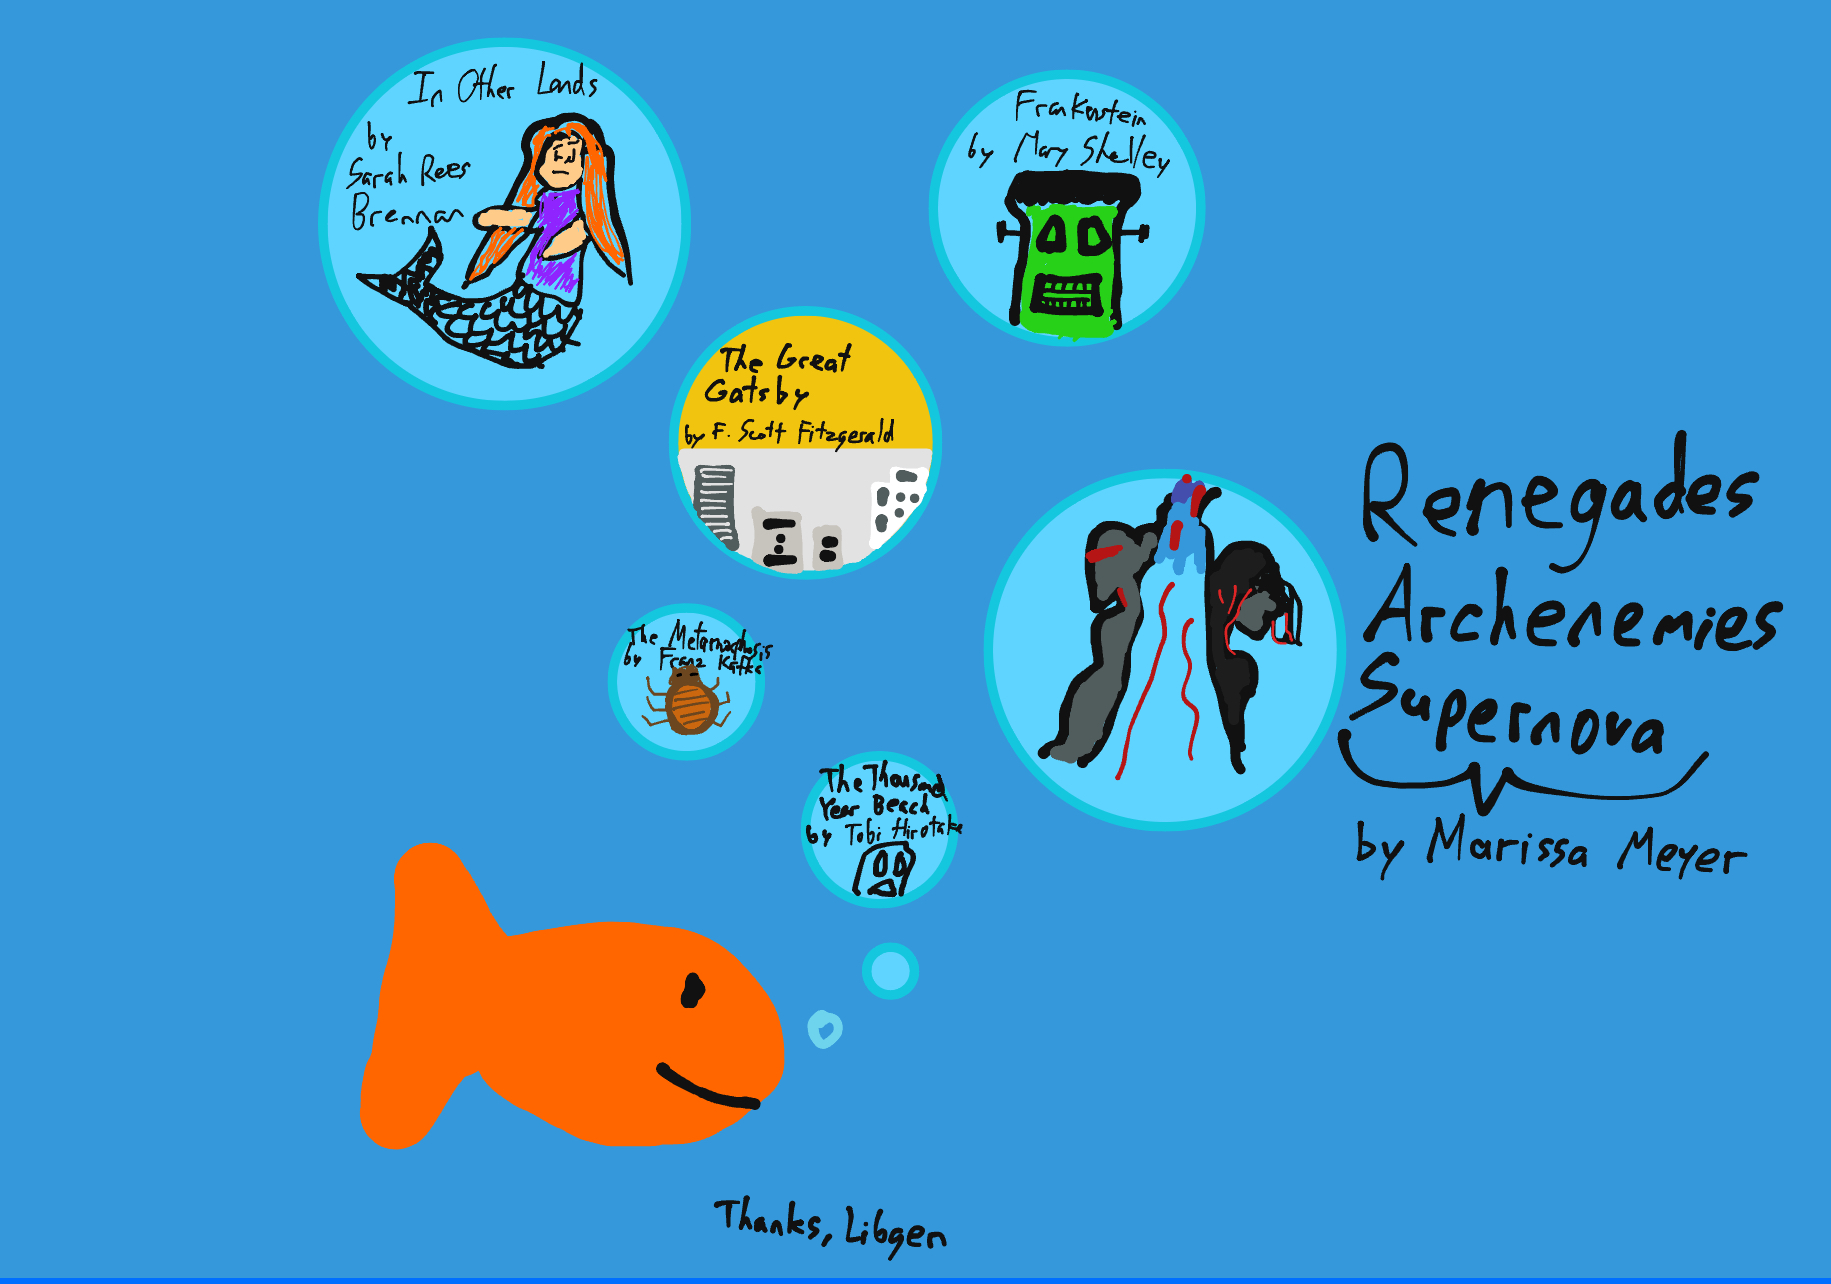 In Other Lands
by
Sarah Rees
Brennan
Frankenstein
by Mary Shelley
The Great
Gatsby
by F. Scott Fitzgerald
Renegades
Archenemies
Supernova
by Marissa Meyer
The Metamorphosis
by Franz Kafka
The Thousand
Year Beach
by Tobi Hirotaka
Thanks, Libgen